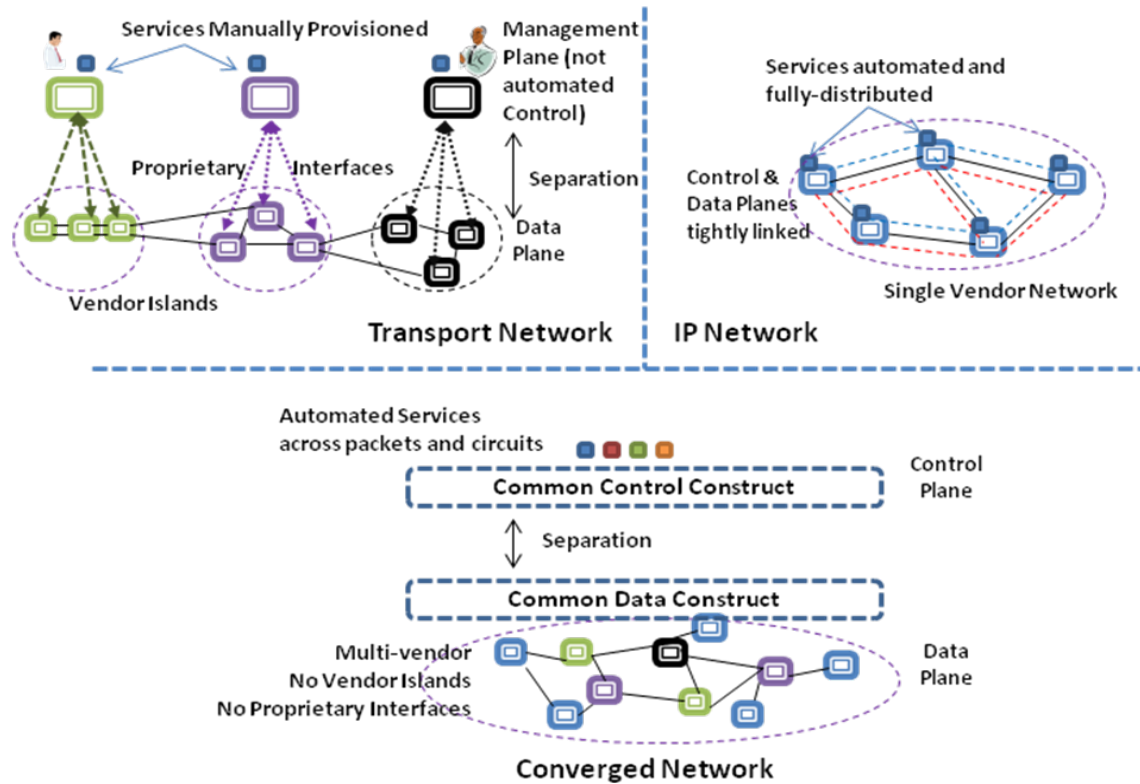 Services Manually Provisioned
Management
Plane (not
automated
Control)
Proprietary
Interfaces
Separation
Data
Plane
Vendor Islands
Transport Network
Services automated and
fully-distributed
Control &
Data Planes
tightly linked
Single Vendor Network
IP Network
Automated Services
across packets and circuits
Common Control Construct
Control
Plane
Separation
Common Data Construct
Multi-vendor
No Vendor Islands
No Proprietary Interfaces
Data
Plane
Converged Network